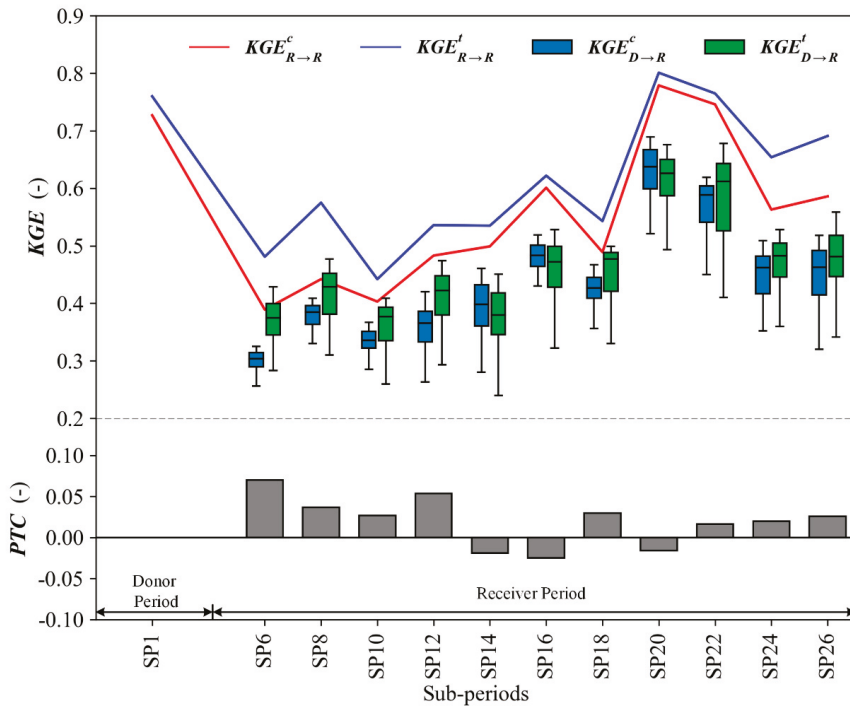 KGE (-)
0.9
0.8
0.7
0.6
0.5
0.4
0.3
0.2
KGE^c_{R→R} KGE^t_{R→R} KGE^c_{D→R} KGE^t_{D→R}
PTC (-)
0.10
0.05
0.00
-0.05
-0.10
Donor
Period
Receiver Period
SP1 SP6 SP8 SP10 SP12 SP14 SP16 SP18 SP20 SP22 SP24 SP26
Sub-periods